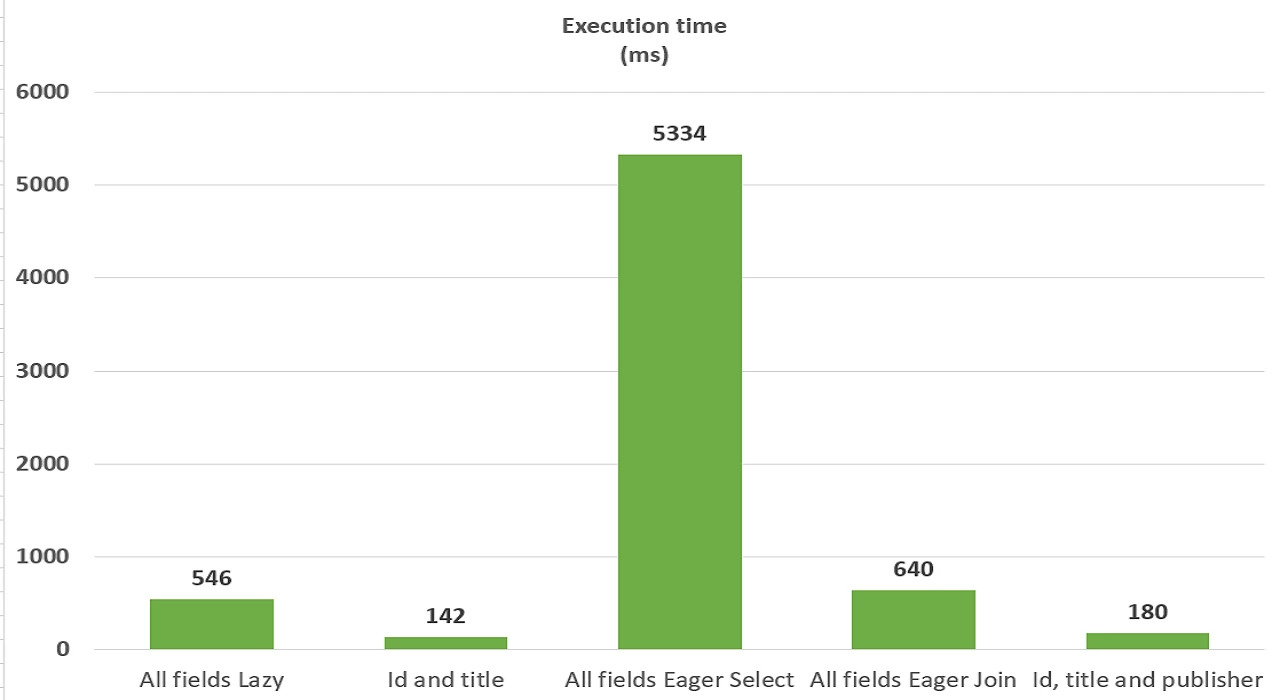 Execution time
(ms)
6000
5334
5000
4000
3000
2000
1000
546
142
640
180
0
All fields Lazy
Id and title
All fields Eager Select
All fields Eager Join
Id, title and publisher